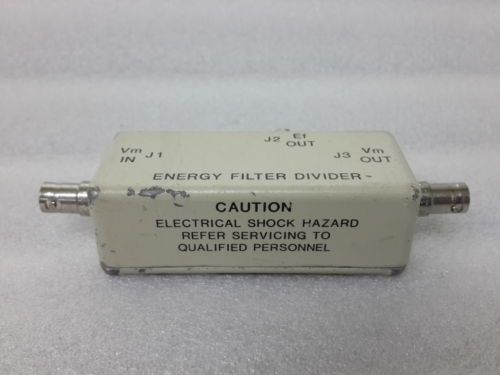 J2 Ef OUT
Vm IN J1
J3 Vm OUT
ENERGY FILTER DIVIDER-
CAUTION
ELECTRICAL SHOCK HAZARD
REFER SERVICING TO
QUALIFIED PERSONNEL